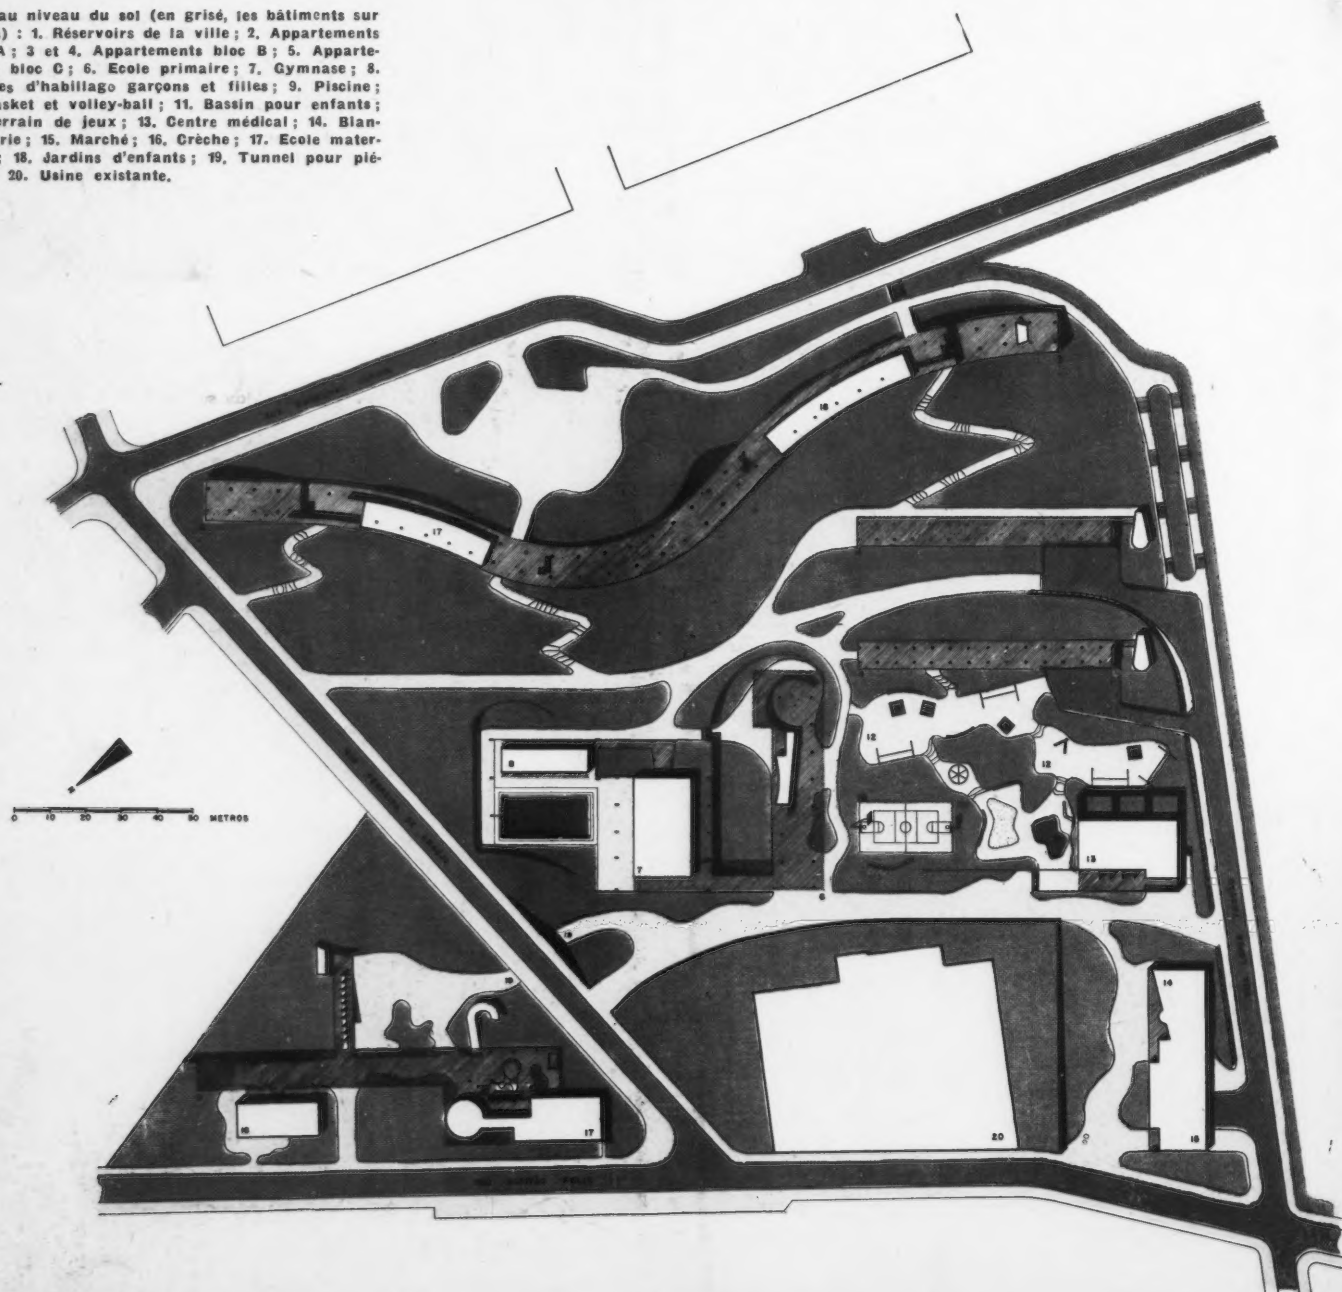 au niveau du sol (en grisé, les bâtiments sur
) : 1. Réservoirs de la ville ; 2, Appartements
A ; 3 et 4. Appartements bloc B ; 5. Apparte-
bloc C ; 6. Ecole primaire ; 7. Gymnase ; 8.
es d'habillago garçons et filles ; 9. Piscine ;
asket et volley-ball ; 11. Bassin pour enfants ;
errain de jeux ; 13. Centre médical ; 14. Blan-
rie ; 15. Marché ; 16. Crèche ; 17. Ecole mater-
; 18. Jardins d'enfants ; 19. Tunnel pour pié-
20. Usine existante.
18
17
12
12
8
0 10 20 30 40 50 METROS
7
13
6
19
19
14
16
17
20